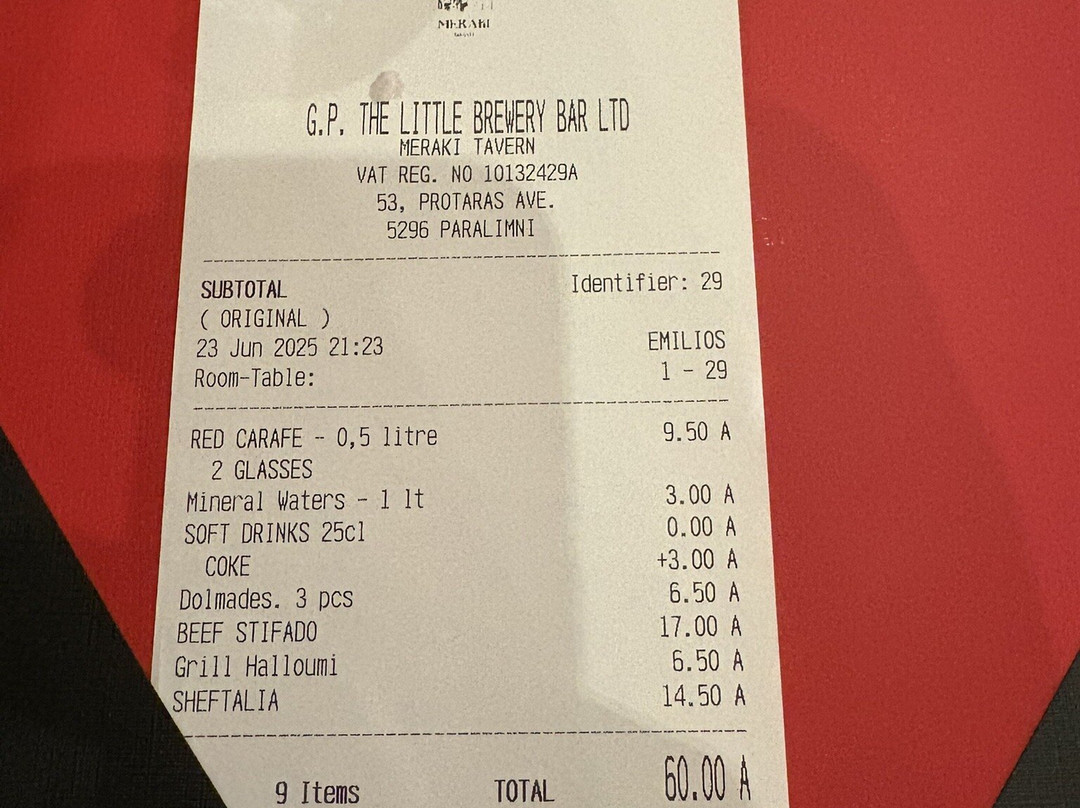 MERAKI
G.P. THE LITTLE BREWERY BAR LTD
MERAKI TAVERN
VAT REG. NO 10132429A
53, PROTARAS AVE.
5296 PARALIMNI
SUBTOTAL Identifier: 29
( ORIGINAL )
23 Jun 2025 21:23 EMILIOS
Room-Table: 1 - 29
RED CARAFE - 0,5 litre 9.50 A
2 GLASSES
Mineral Waters - 1 lt 3.00 A
SOFT DRINKS 25cl 0.00 A
COKE +3.00 A
Dolmades. 3 pcs 6.50 A
BEEF STIFADO 17.00 A
Grill Halloumi 6.50 A
SHEFTALIA 14.50 A
9 Items TOTAL 60.00 A